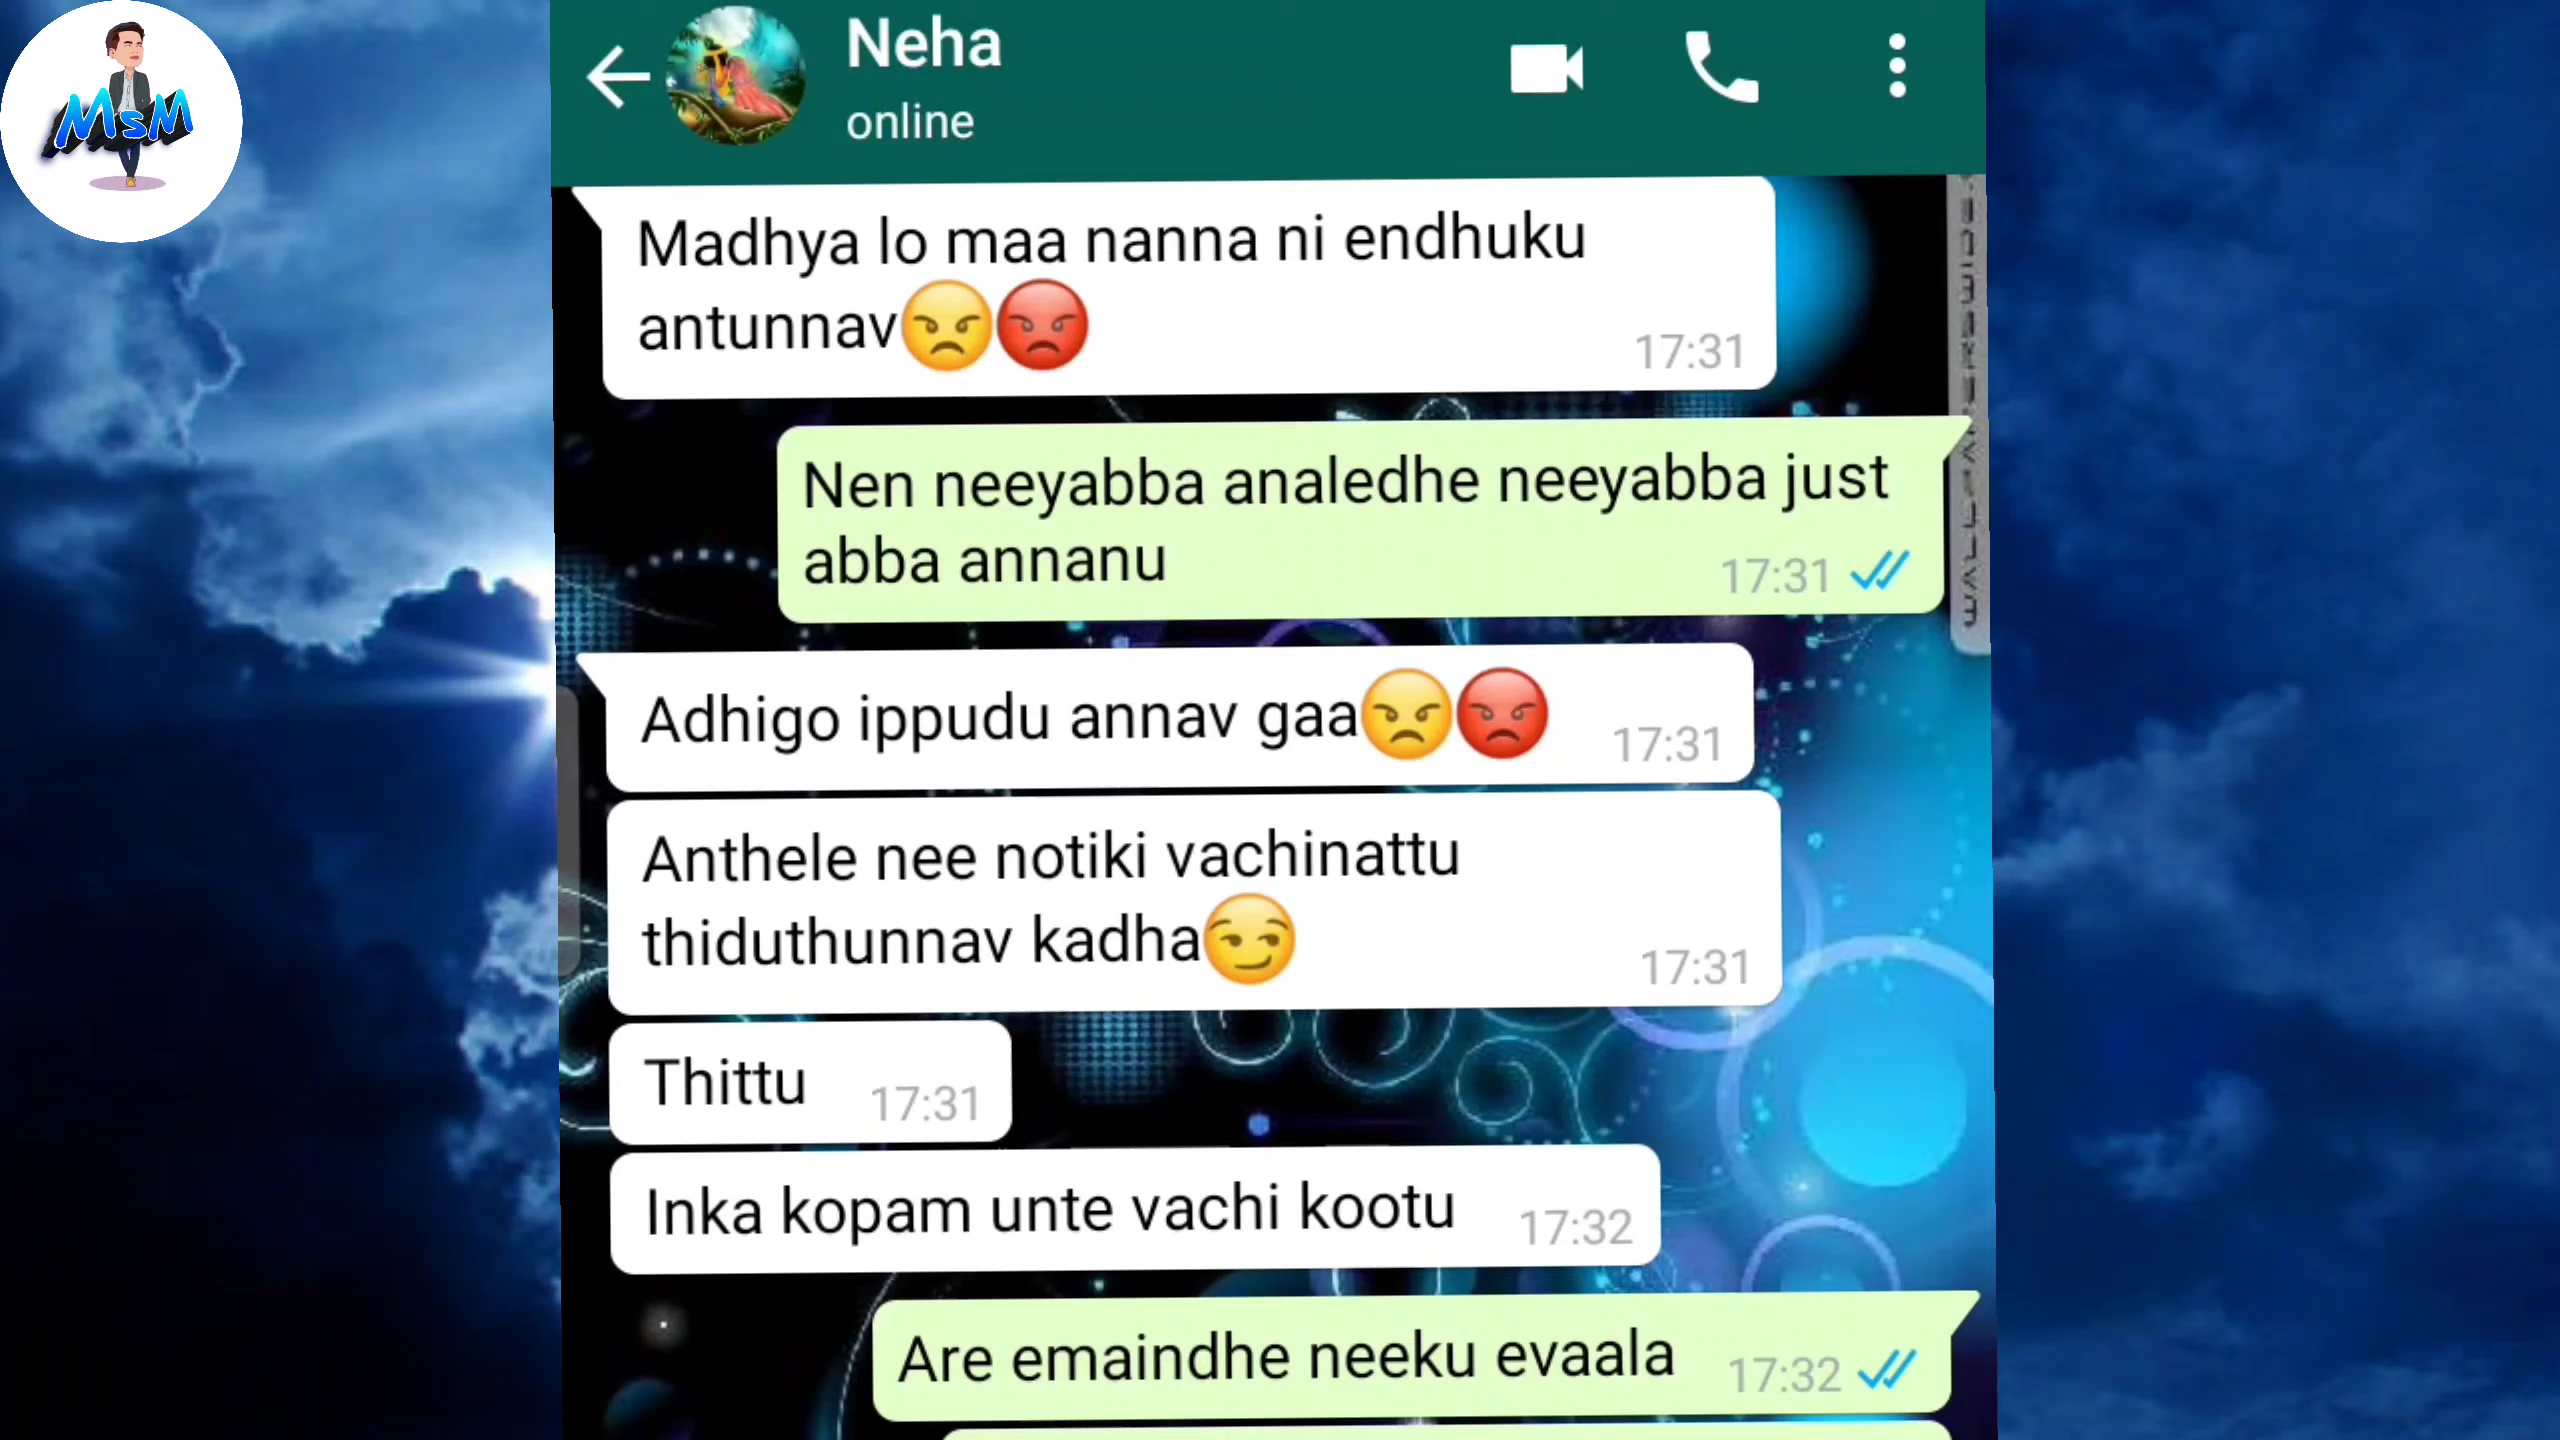 MsM
Neha
online
Madhya lo maa nanna ni endhuku
antunnav😠😡
17:31
Nen neeyabba analedhe neeyabba just
abba annanu
17:31
Adhigo ippudu annav gaa😠😡 17:31
Anthele nee notiki vachinattu
thiduthunnav kadha😏
17:31
Thittu 17:31
Inka kopam unte vachi kootu 17:32
Are emaindhe neeku evaala 17:32